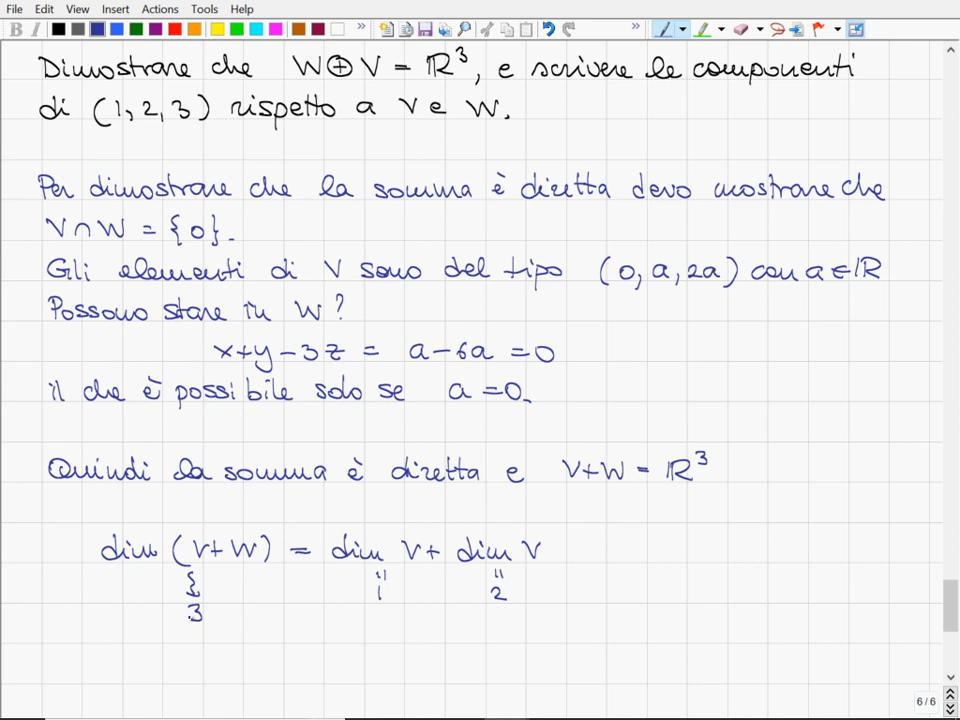 File Edit View Insert Actions Tools Help
B I
Dimostrare che W⊕V = ℝ³, e scrivere le componenti
di (1, 2, 3) rispetto a V e W.
Per dimostrare che la somma è diretta devo mostrare che
V∩W = {0}.
Gli elementi di V sono del tipo (0, a, 2a) con a∈ℝ
Possono stare in W?
x+y-3z = a-6a = 0
il che è possibile solo se a = 0.
Quindi la somma è diretta e V+W = ℝ³
dim (V+W) = dim V + dim V
3 1 2
6 / 6